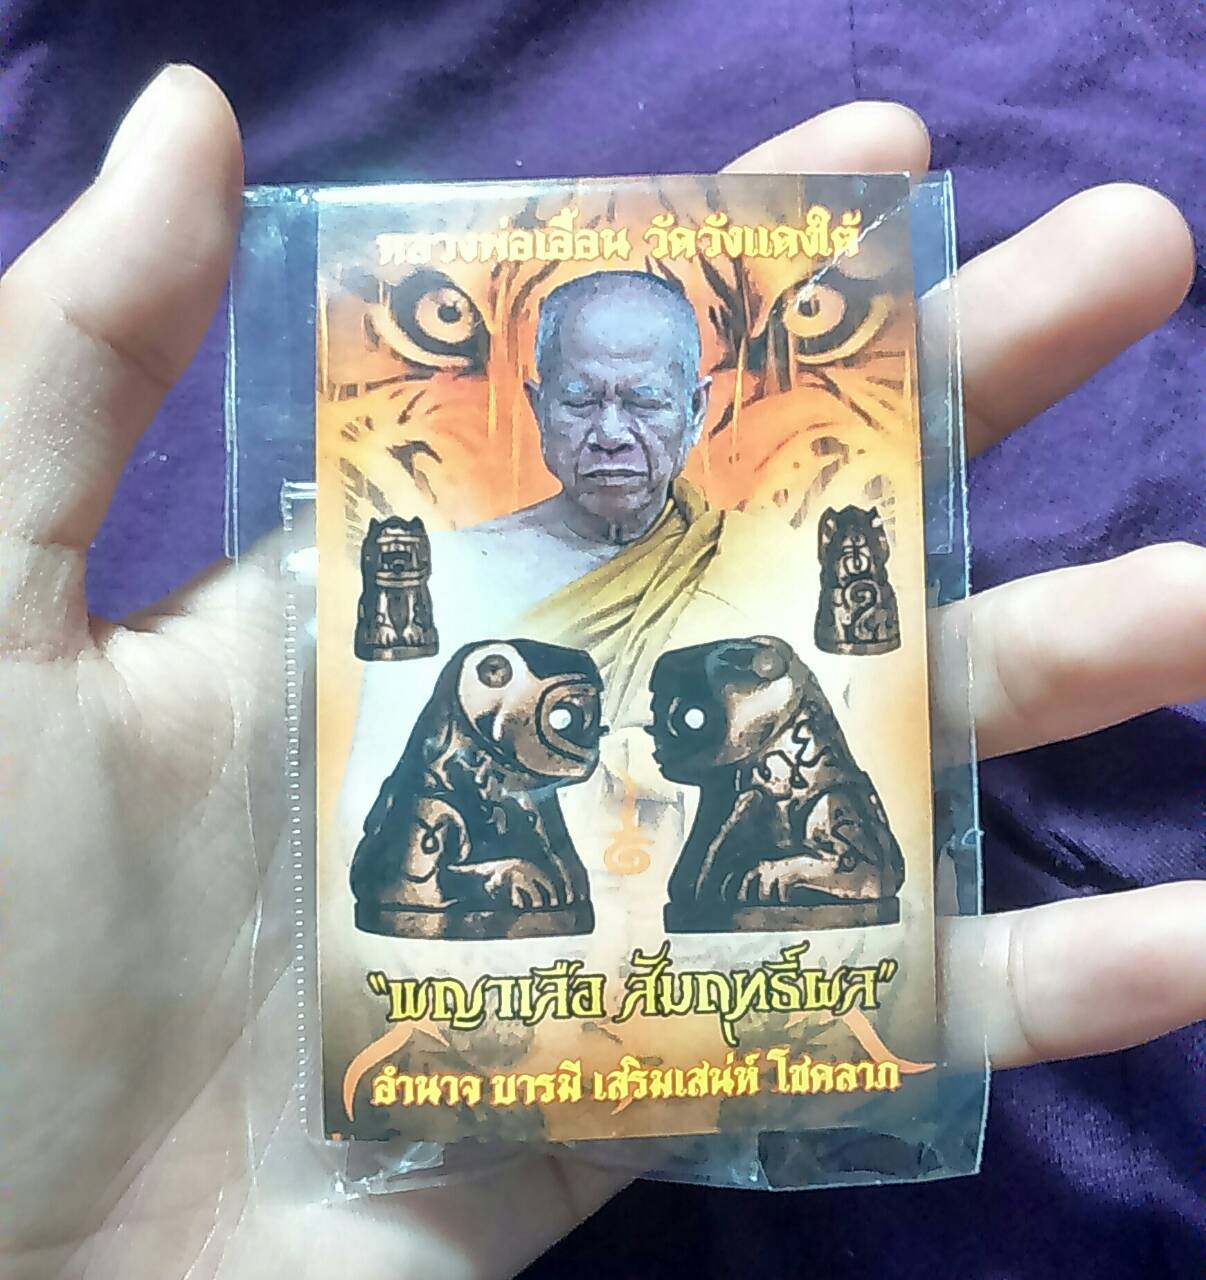 หลวงพ่อเอื้อน วัดวังแดงใต้
"พญาเสือ สัมฤทธิ์ผล"
อำนาจ บารมี เสริมเสน่ห์ โชคลาภ